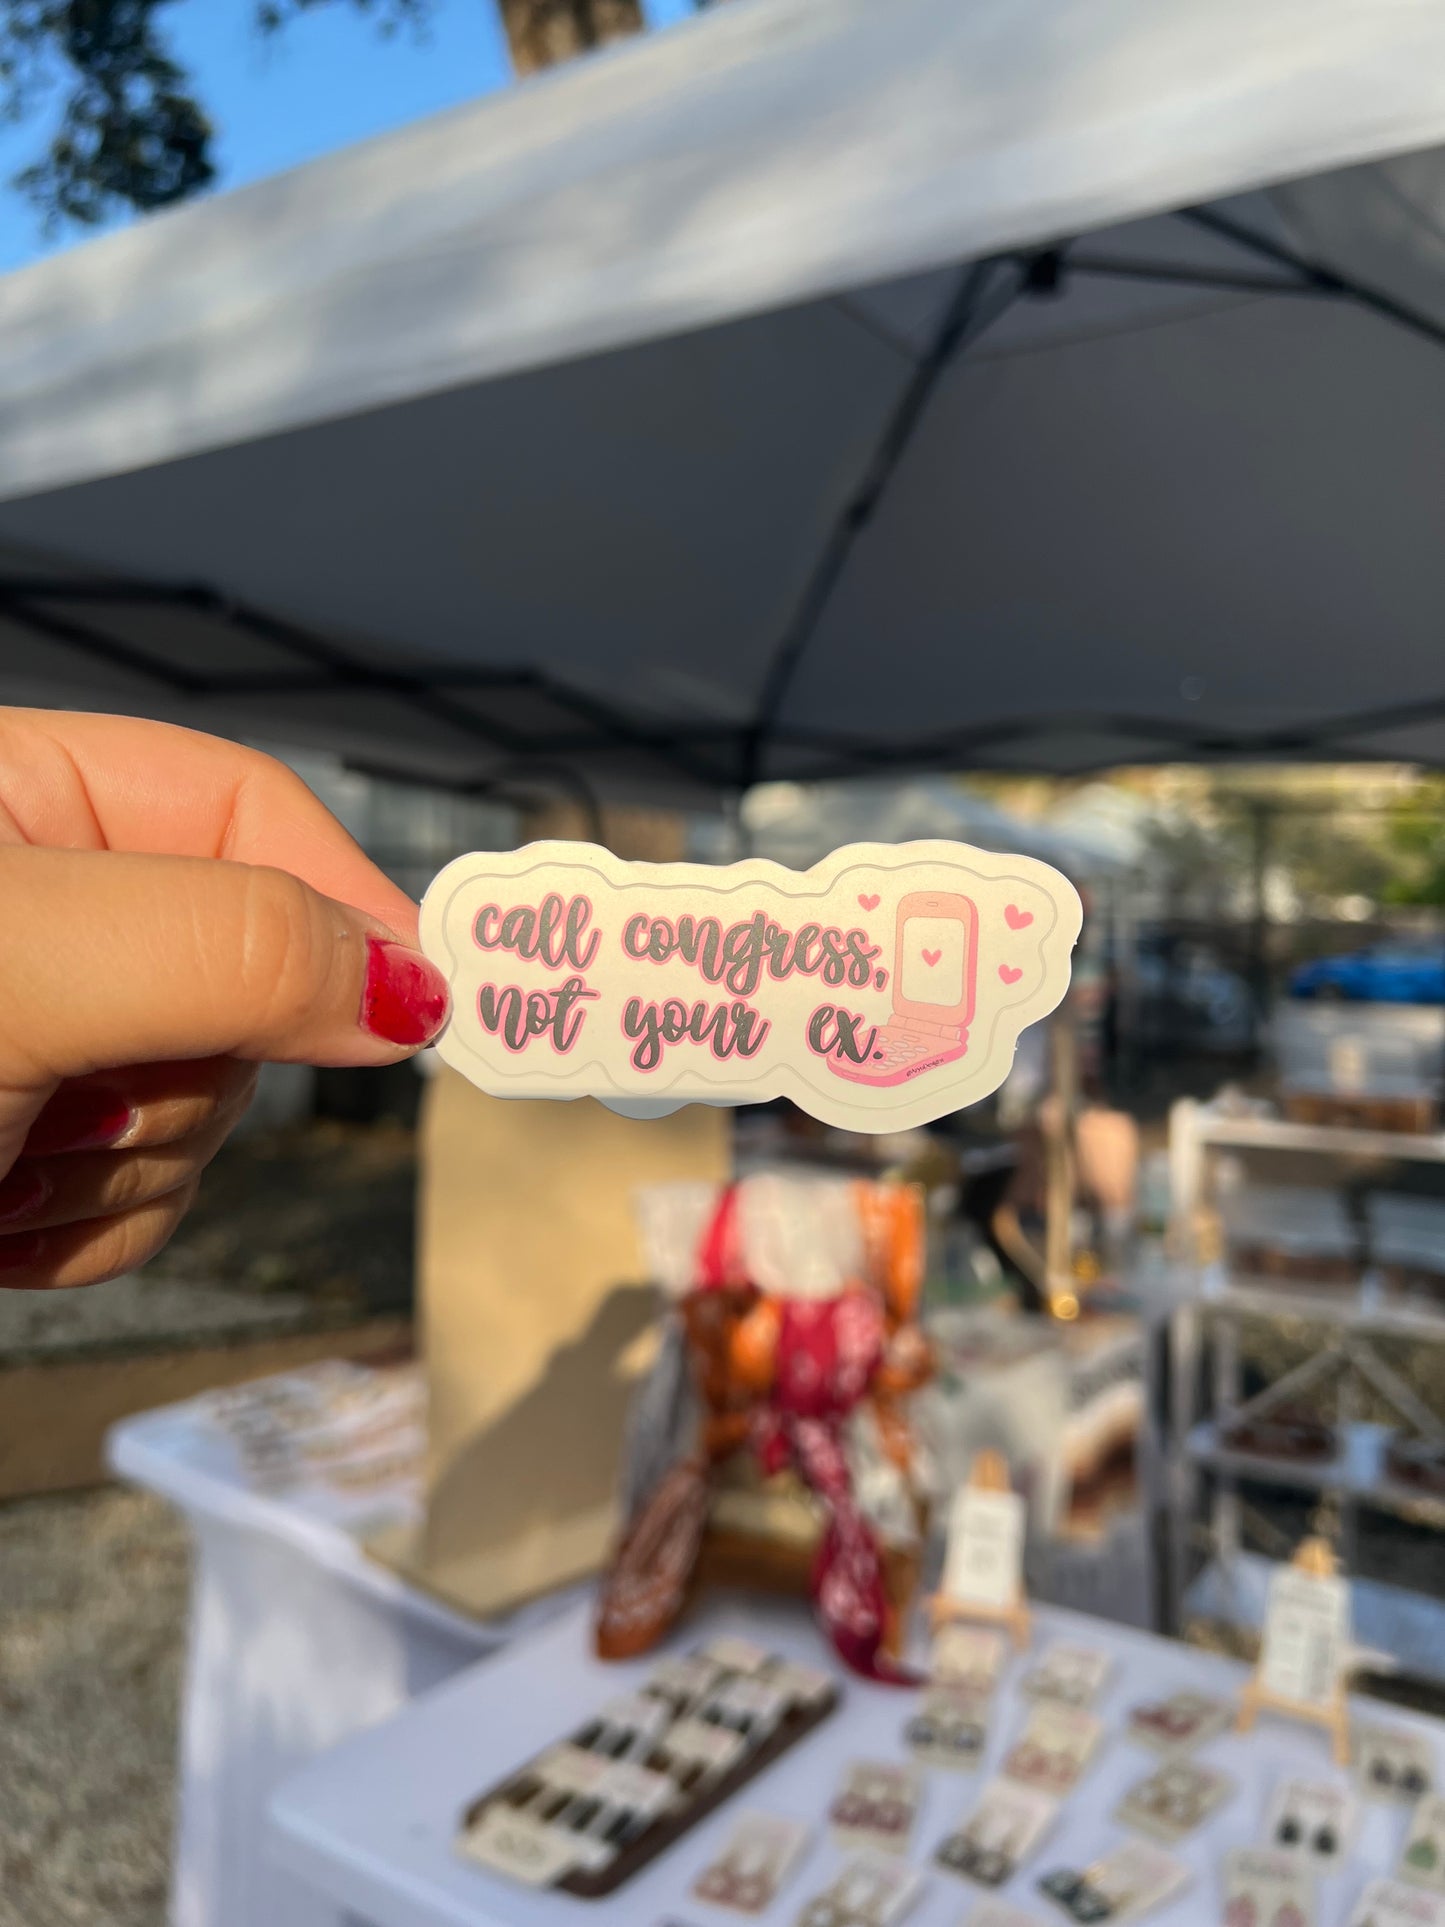 call congress,
not your ex.